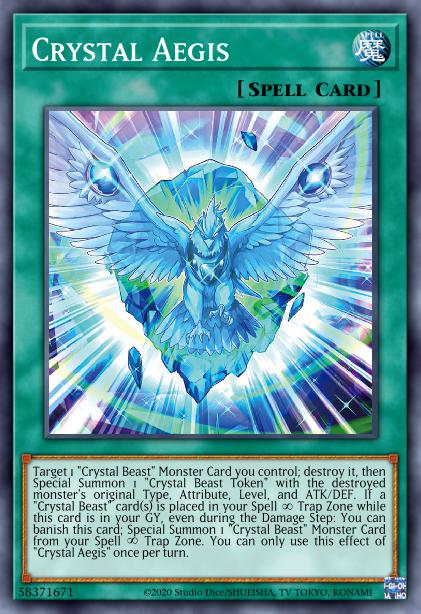 CRYSTAL AEGIS
SPELL
魔
[SPELL CARD]
Target 1 "Crystal Beast" Monster Card you control; destroy it, then
Special Summon 1 "Crystal Beast Token" with the destroyed
monster's original Type, Attribute, Level, and ATK/DEF. If a
"Crystal Beast" card(s) is placed in your Spell ∞ Trap Zone while
this card is in your GY, even during the Damage Step: You can
banish this card; Special Summon 1 "Crystal Beast" Monster Card
from your Spell ∞ Trap Zone. You can only use this effect of
"Crystal Aegis" once per turn.
58371671
©2020 Studio Dice/SHUEISHA, TV TOKYO, KONAMI